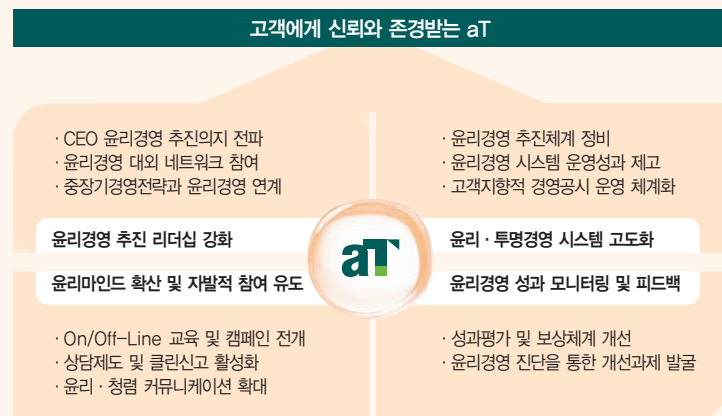 고객에게 신뢰와 존경받는 aT
· CEO 윤리경영 추진의지 전파
· 윤리경영 대외 네트워크 참여
· 중장기경영전략과 윤리경영 연계
윤리경영 추진 리더십 강화
· 윤리경영 추진체계 정비
· 윤리경영 시스템 운영성과 제고
· 고객지향적 경영공시 운영 체계화
윤리 · 투명경영 시스템 고도화
aT
윤리마인드 확산 및 자발적 참여 유도
· On/Off-Line 교육 및 캠페인 전개
· 상담제도 및 클린신고 활성화
· 윤리 · 청렴 커뮤니케이션 확대
윤리경영 성과 모니터링 및 피드백
· 성과평가 및 보상체계 개선
· 윤리경영 진단을 통한 개선과제 발굴